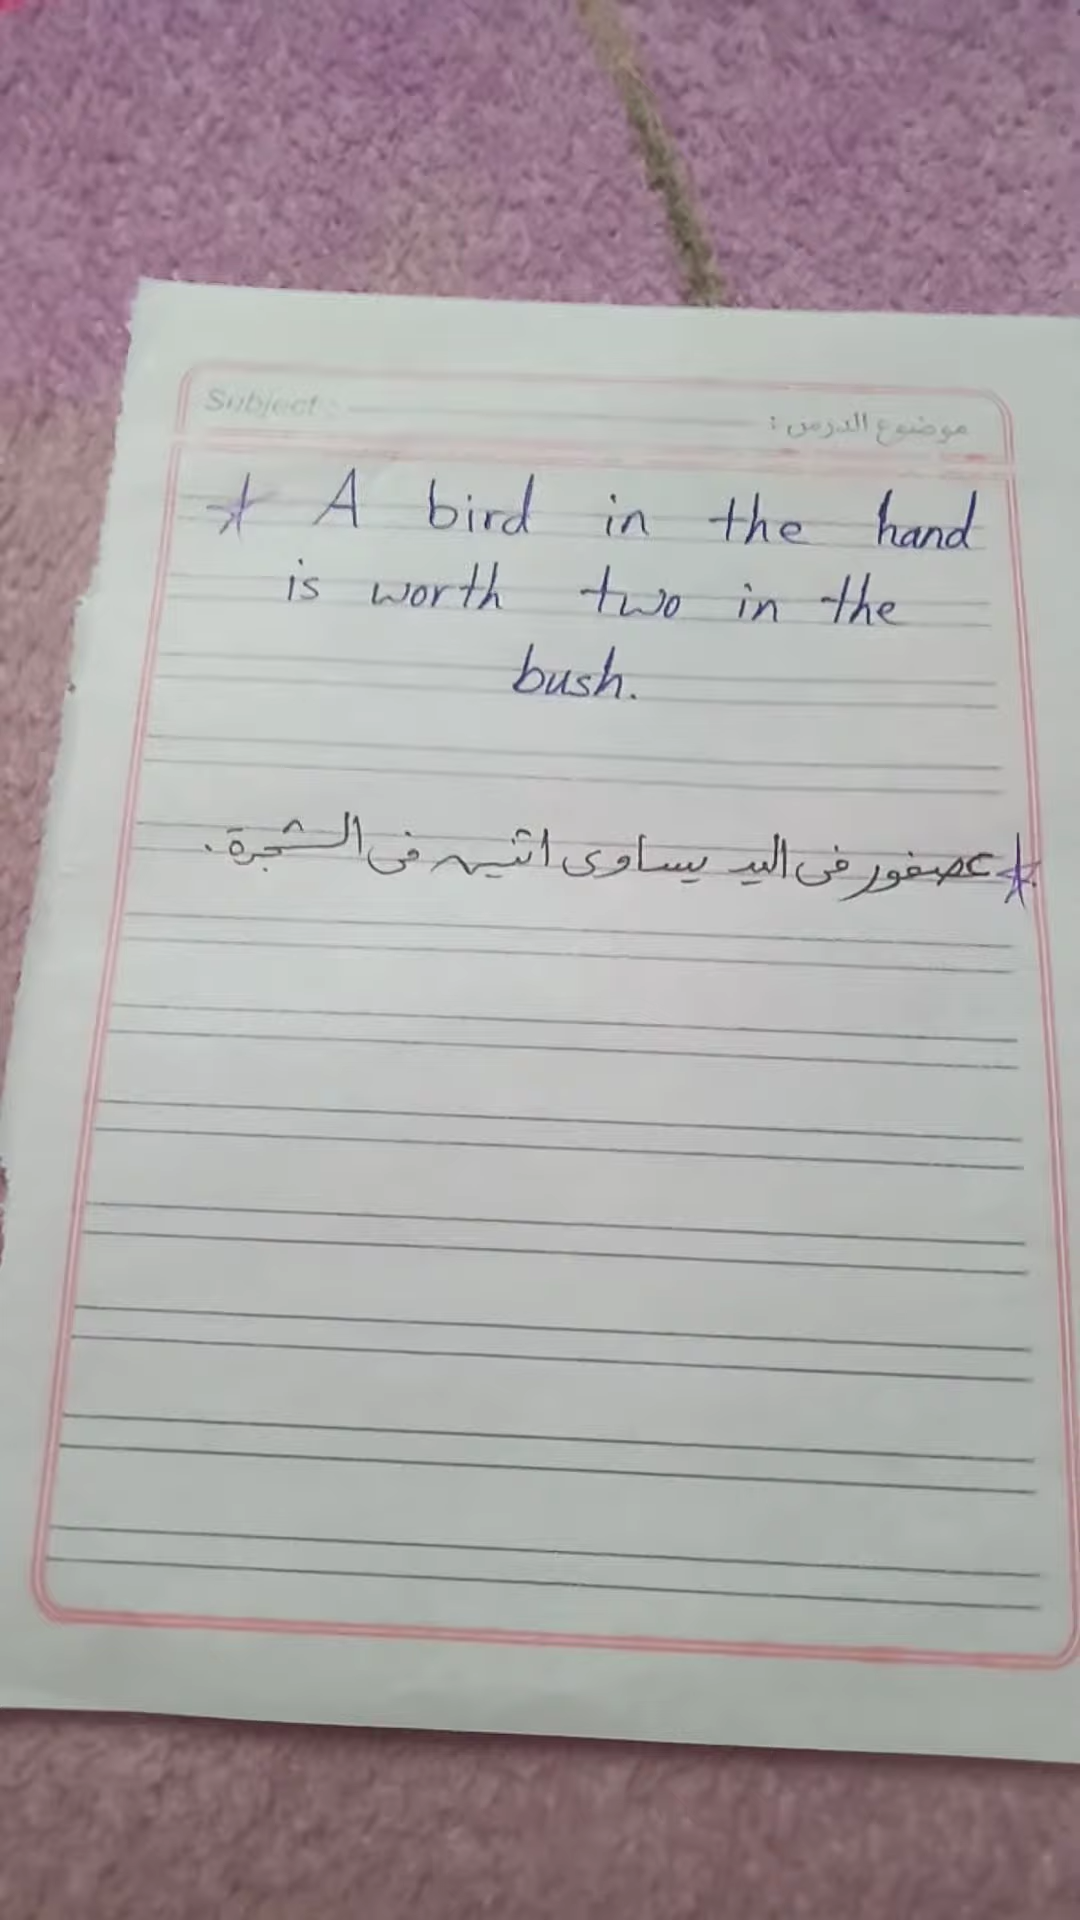 Subject :
موضوع الدرس :
* A bird in the hand
is worth two in the
bush.
* عصفور فى اليد يساوى اثنين فى الشجرة.